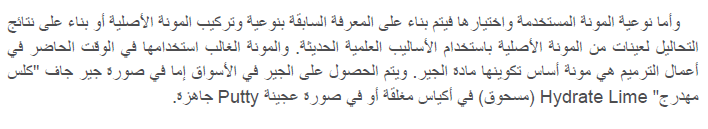 وأما نوعية المونة المستخدمة واختيارها فيتم بناء على المعرفة السابقة بنوعية وتركيب المونة الأصلية أو بناء على نتائج
التحاليل لعينات من المونة الأصلية باستخدام الأساليب العلمية الحديثة. والمونة الغالب استخدامها في الوقت الحاضر في
أعمال الترميم هي مونة أساس تكوينها مادة الجير. ويتم الحصول على الجير في الأسواق إما في صورة جير جاف "كلس
مهدرج" Hydrate Lime (مسحوق) في أكياس مغلقة أو في صورة عجينة Putty جاهزة.